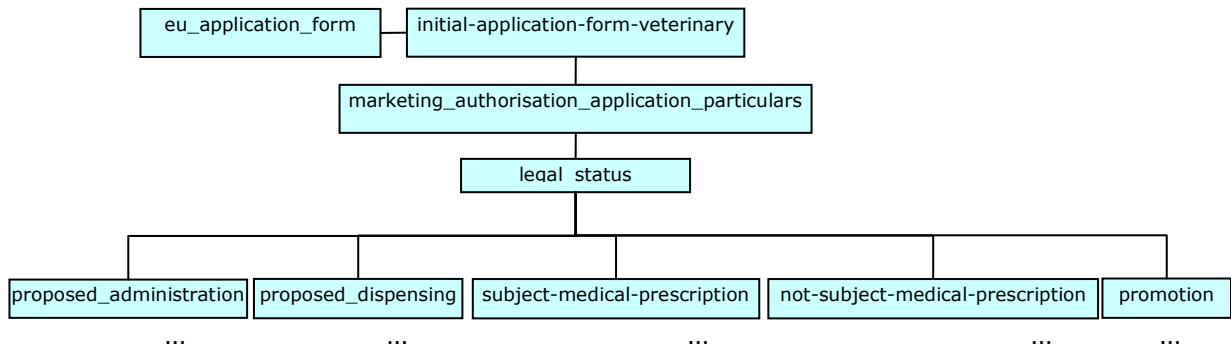 eu_application_form
initial-application-form-veterinary
marketing_authorisation_application_particulars
legal_status
proposed_administration
proposed_dispensing
subject-medical-prescription
not-subject-medical-prescription
promotion
... ... ... ... ...